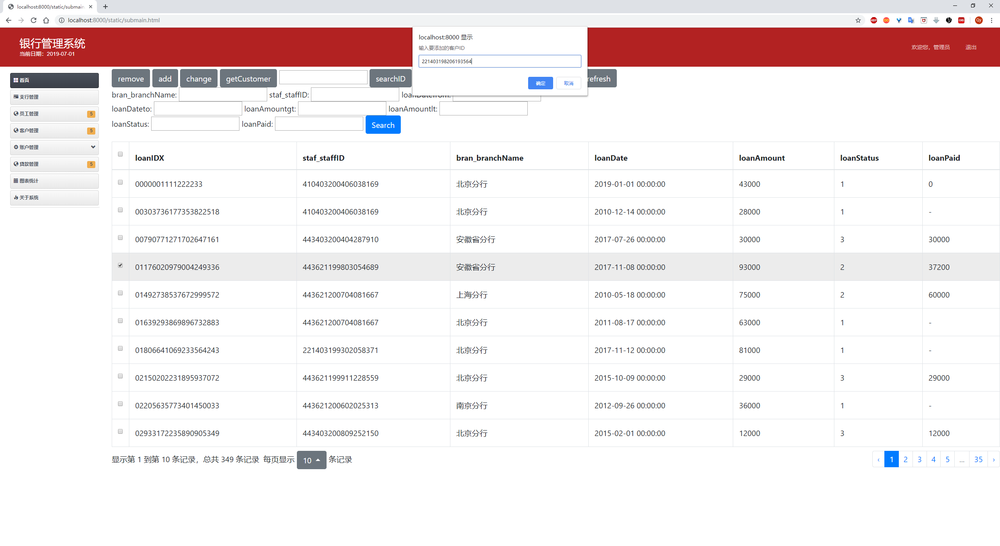 localhost:8000/static/submain.
localhost:8000/static/submain.html
银行管理系统
当前日期：2019-07-01
localhost:8000 显示
输入要添加的客户ID
221403198206193564
确定 取消
欢迎您，管理员 退出
首页
支行管理
员工管理 5
客户管理 5
账户管理
贷款管理 5
图表统计
关于系统
remove add change getCustomer searchID refresh
bran_branchName: staf_staffID: loanDatefrom:
loanDateto: loanAmountgt: loanAmountlt:
loanStatus: loanPaid: Search
loanIDX staf_staffID bran_branchName loanDate loanAmount loanStatus loanPaid
0000001111222233 410403200406038169 北京分行 2019-01-01 00:00:00 43000 1 0
00303736177353822518 410403200406038169 北京分行 2010-12-14 00:00:00 28000 1 -
00790771271702647161 443403200404287910 安徽省分行 2017-07-26 00:00:00 30000 3 30000
01176020979004249336 443621199803054689 安徽省分行 2017-11-08 00:00:00 93000 2 37200
01492738537672999572 443621200704081667 上海分行 2010-05-18 00:00:00 75000 2 60000
01639293869896732883 443621200704081667 北京分行 2011-08-17 00:00:00 63000 1 -
01806641069233564243 221403199302058371 北京分行 2017-11-12 00:00:00 81000 1 -
02150202231895937072 443621199911228559 北京分行 2015-10-09 00:00:00 29000 3 29000
02205635773401450033 443621200602025313 南京分行 2012-09-26 00:00:00 36000 1 -
02933172235890905349 443403200809252150 北京分行 2015-02-01 00:00:00 12000 3 12000
显示第 1 到第 10 条记录，总共 349 条记录 每页显示 10 条记录
‹ 1 2 3 4 5 ... 35 ›